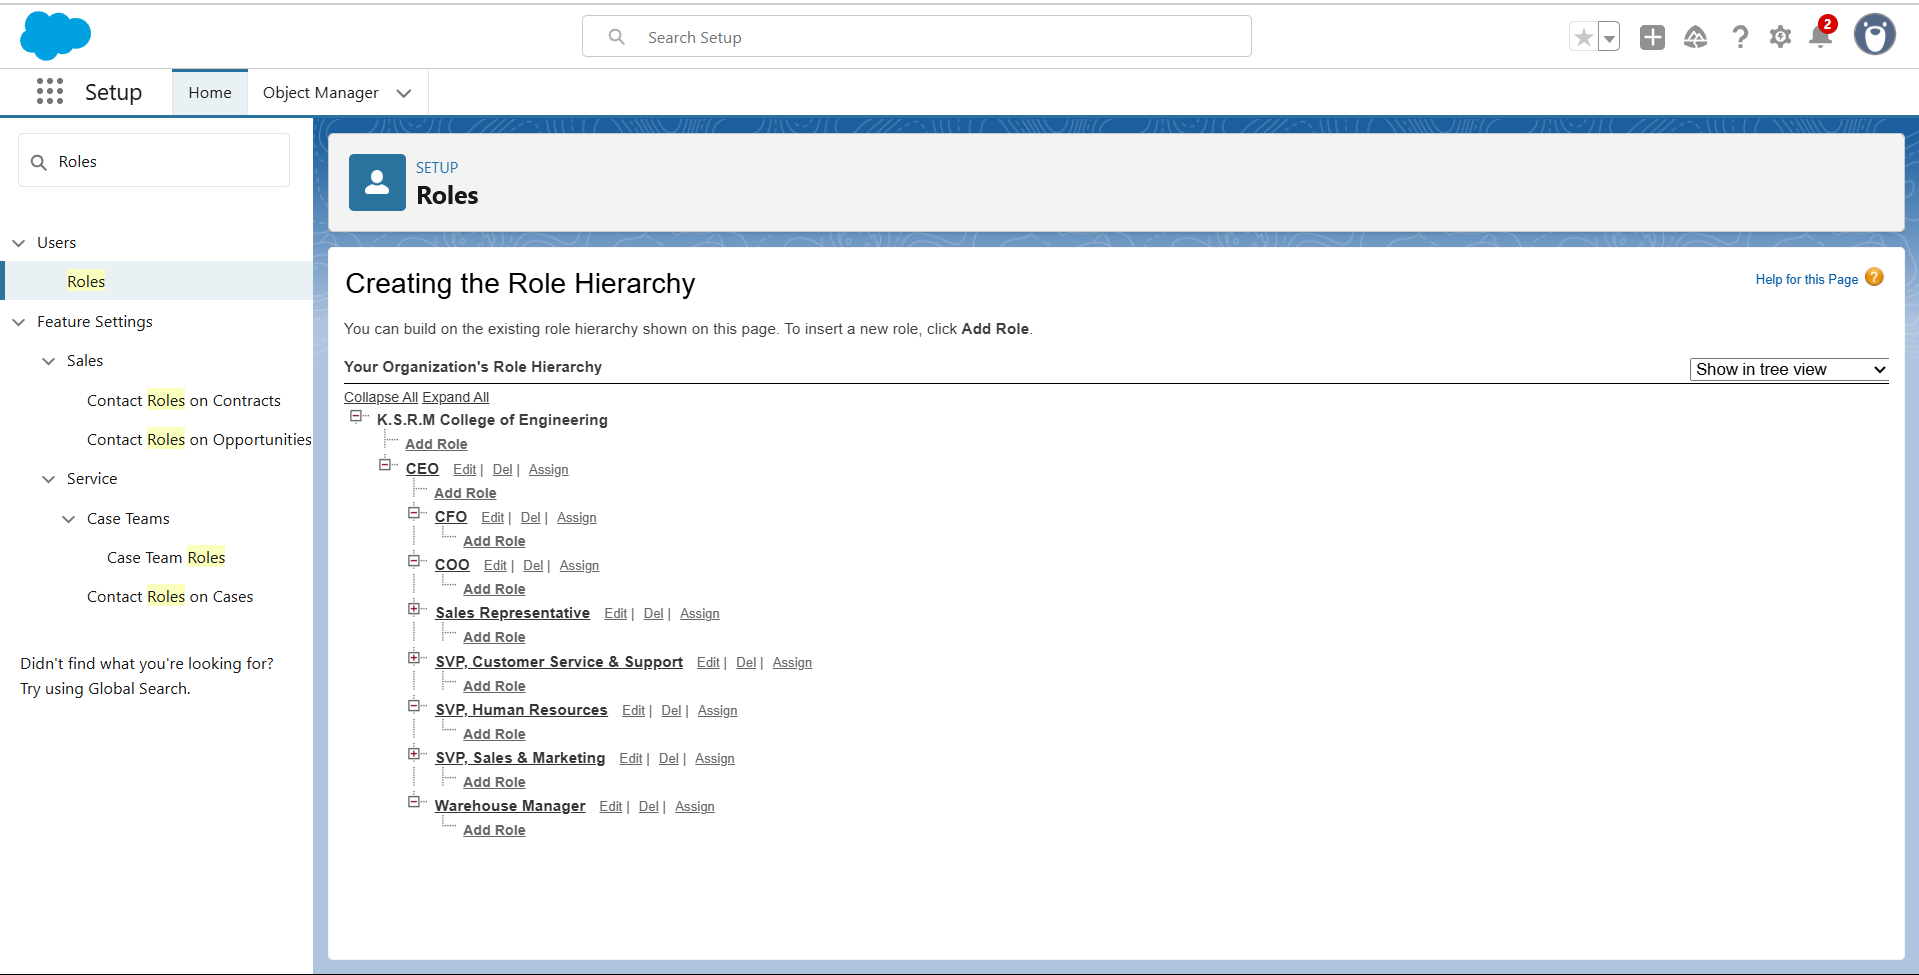 Search Setup
2
Setup
Home
Object Manager
Roles
Users
Roles
Feature Settings
Sales
Contact Roles on Contracts
Contact Roles on Opportunities
Service
Case Teams
Case Team Roles
Contact Roles on Cases
Didn't find what you're looking for?
Try using Global Search.
SETUP
Roles
Creating the Role Hierarchy
Help for this Page ?
You can build on the existing role hierarchy shown on this page. To insert a new role, click Add Role.
Your Organization's Role Hierarchy
Show in tree view
Collapse All Expand All
K.S.R.M College of Engineering
Add Role
CEO Edit | Del | Assign
Add Role
CFO Edit | Del | Assign
Add Role
COO Edit | Del | Assign
Add Role
Sales Representative Edit | Del | Assign
Add Role
SVP, Customer Service & Support Edit | Del | Assign
Add Role
SVP, Human Resources Edit | Del | Assign
Add Role
SVP, Sales & Marketing Edit | Del | Assign
Add Role
Warehouse Manager Edit | Del | Assign
Add Role